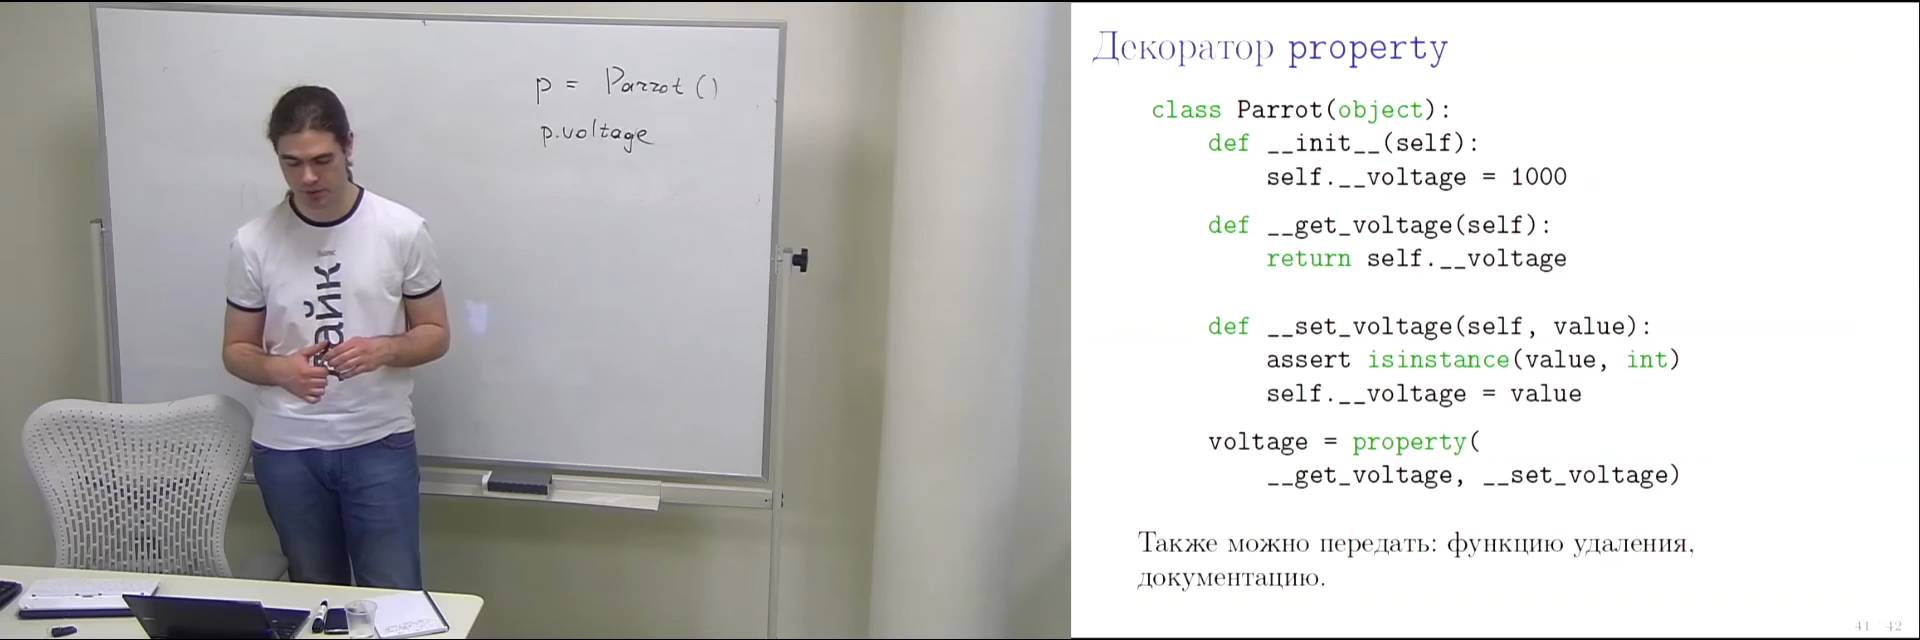 p = Parrot ()
p.voltage
айк
Декоратор property
class Parrot(object):
def __init__(self):
self.__voltage = 1000
def __get_voltage(self):
return self.__voltage
def __set_voltage(self, value):
assert isinstance(value, int)
self.__voltage = value
voltage = property(
__get_voltage, __set_voltage)
Также можно передать: функцию удаления,
документацию.
41 / 42